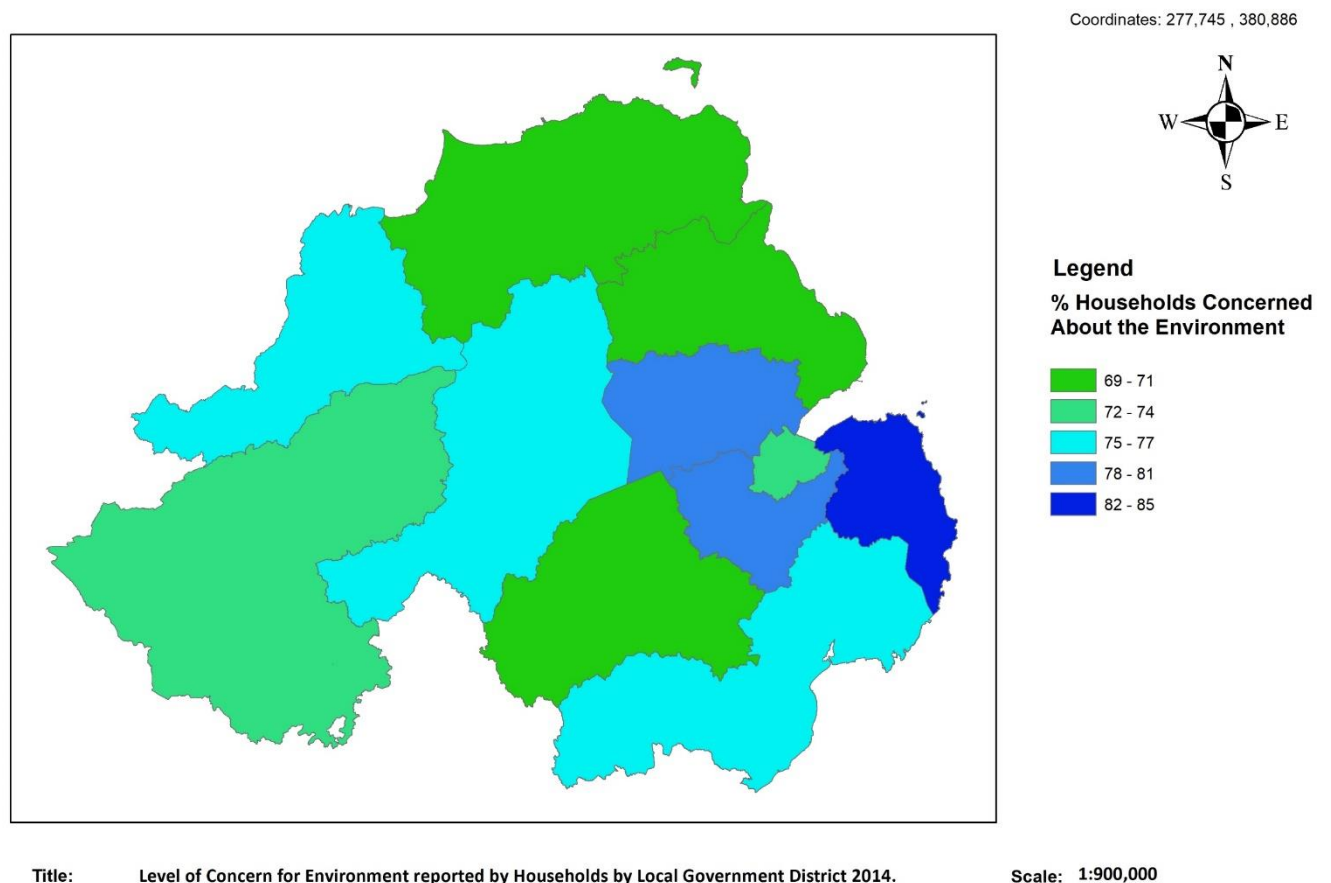 Coordinates: 277,745 , 380,886
N
W E
S
Legend
% Households Concerned
About the Environment
69 - 71
72 - 74
75 - 77
78 - 81
82 - 85
Title: Level of Concern for Environment reported by Households by Local Government District 2014. Scale: 1:900,000